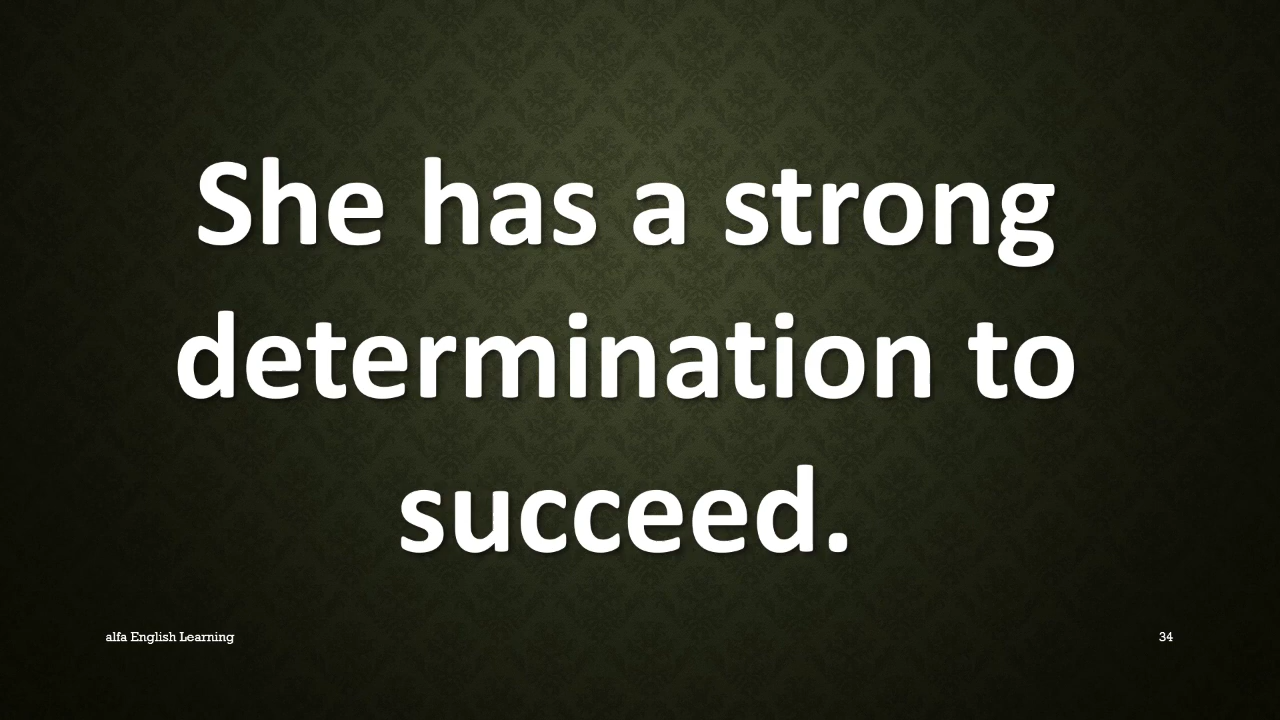 She has a strong
determination to
succeed.
alfa English Learning
34